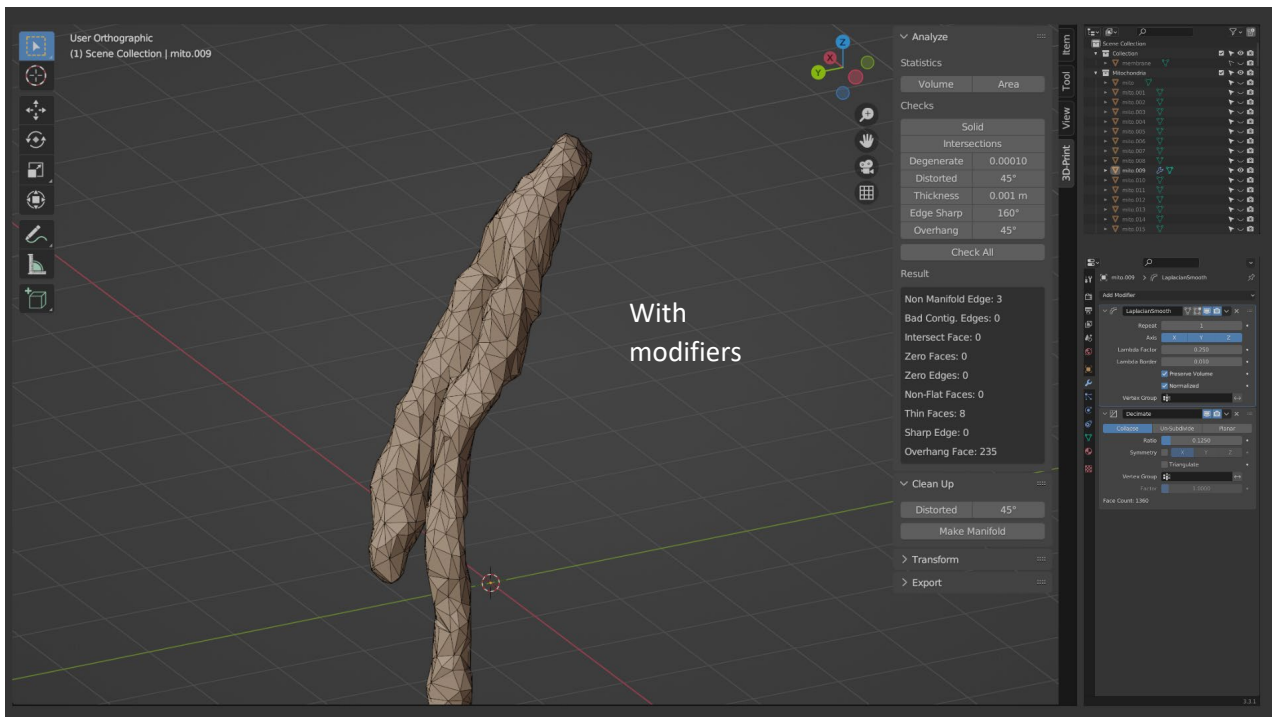 User Orthographic
(1) Scene Collection | mito.009
Z
X
Y
With
modifiers
Analyze
Statistics
Volume Area
Checks
Solid
Intersections
Degenerate 0.00010
Distorted 45°
Thickness 0.001 m
Edge Sharp 160°
Overhang 45°
Check All
Result
Non Manifold Edge: 3
Bad Contig. Edges: 0
Intersect Face: 0
Zero Faces: 0
Zero Edges: 0
Non-Flat Faces: 0
Thin Faces: 8
Sharp Edge: 0
Overhang Face: 235
Clean Up
Distorted 45°
Make Manifold
Transform
Export
Item
Tool
View
3D-Print
Scene Collection
Collection
membrane
Mitochondria
mito
mito.001
mito.002
mito.003
mito.004
mito.005
mito.006
mito.007
mito.008
mito.009
mito.010
mito.011
mito.012
mito.013
mito.014
mito.015
mito.009 > LaplacianSmooth
Add Modifier
LaplacianSmooth
Repeat 1
Axis X Y Z
Lambda Factor 0.250
Lambda Border
Preserve Volume
Normalized
Vertex Group
Decimate
Collapse Un-Subdivide Planar
Ratio 0.1250
Symmetry X Y Z
Triangulate
Vertex Group
Factor 1.0000
Face Count: 1360
3.3.1